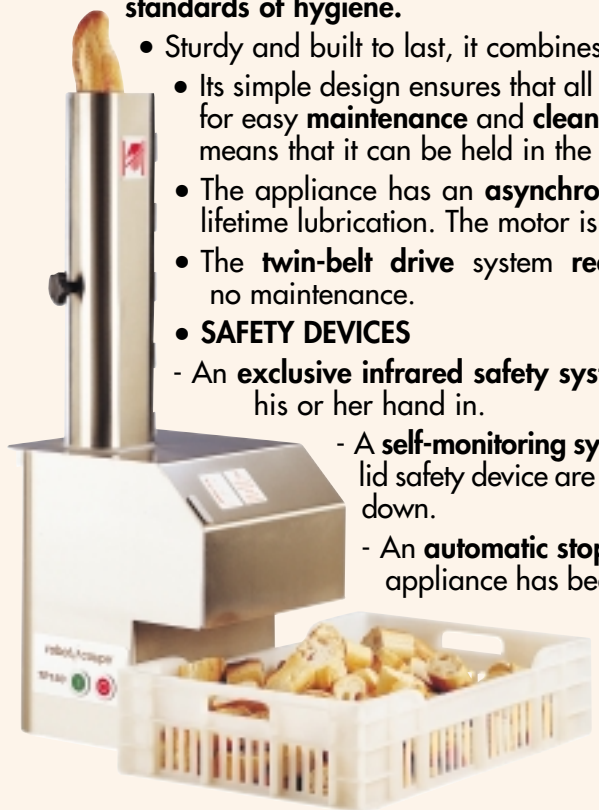 standards of hygiene.
• Sturdy and built to last, it combines
• Its simple design ensures that all
for easy maintenance and clean
means that it can be held in the
• The appliance has an asynchro
lifetime lubrication. The motor is
• The twin-belt drive system re
no maintenance.
• SAFETY DEVICES
- An exclusive infrared safety sys
his or her hand in.
- A self-monitoring sy
lid safety device are
down.
- An automatic stop
appliance has be
robot coupe